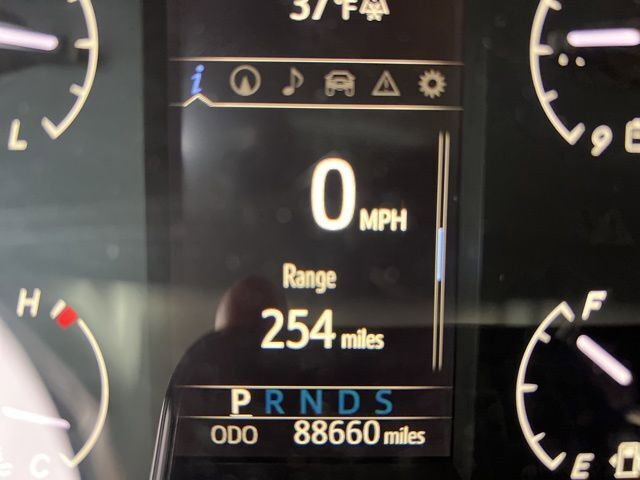 37°F
L
9
0 MPH
Range
254 miles
H
F
P R N D S
ODO 88660 miles
C
E